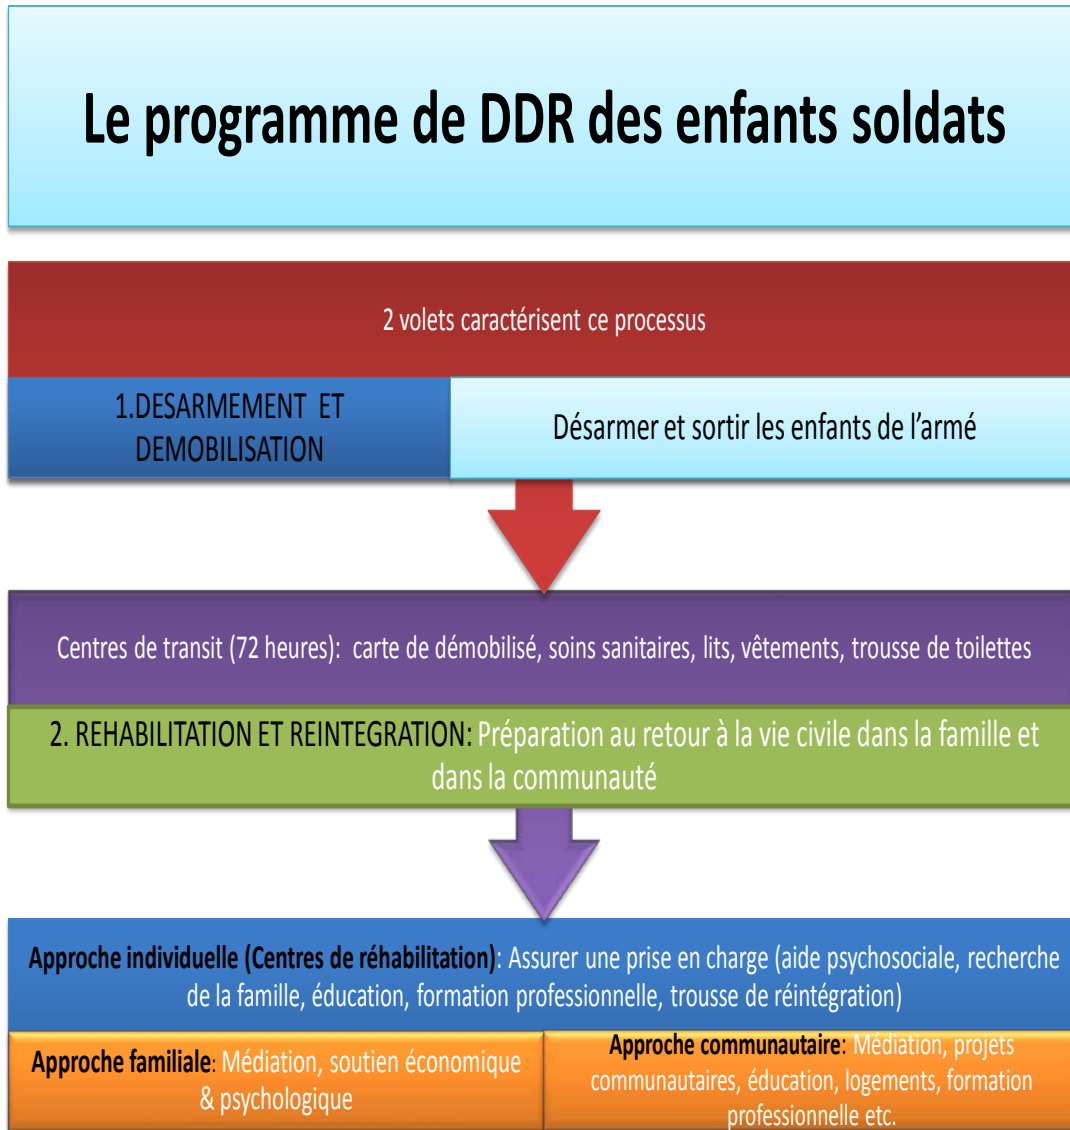 Le programme de DDR des enfants soldats
2 volets caractérisent ce processus
1.DESARMEMENT ET
DEMOBILISATION
Désarmer et sortir les enfants de l’armé
Centres de transit (72 heures): carte de démobilisé, soins sanitaires, lits, vêtements, trousse de toilettes
2. REHABILITATION ET REINTEGRATION: Préparation au retour à la vie civile dans la famille et
dans la communauté
Approche individuelle (Centres de réhabilitation): Assurer une prise en charge (aide psychosociale, recherche
de la famille, éducation, formation professionnelle, trousse de réintégration)
Approche familiale: Médiation, soutien économique
& psychologique
Approche communautaire: Médiation, projets
communautaires, éducation, logements, formation
professionnelle etc.